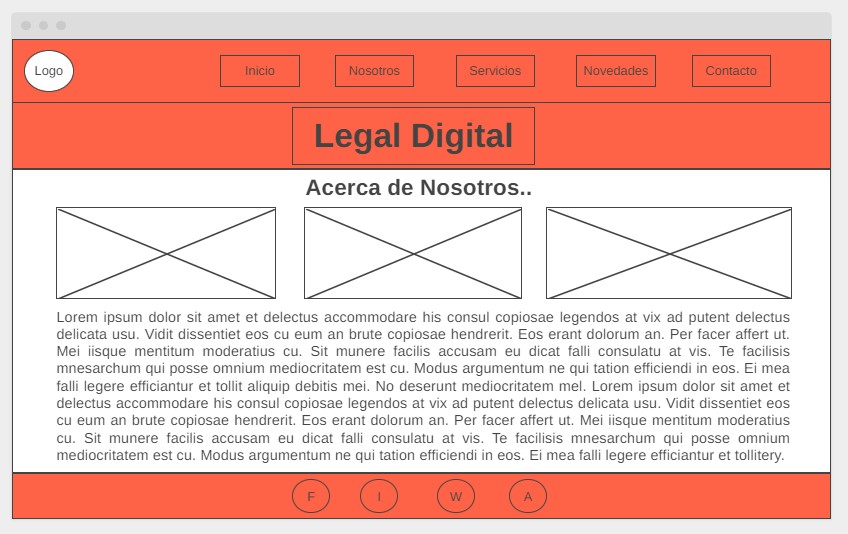 Logo
Inicio
Nosotros
Servicios
Novedades
Contacto
Legal Digital
Acerca de Nosotros..
Lorem ipsum dolor sit amet et delectus accommodare his consul copiosae legendos at vix ad putent delectus
delicata usu. Vidit dissentiet eos cu eum an brute copiosae hendrerit. Eos erant dolorum an. Per facer affert ut.
Mei iisque mentitum moderatius cu. Sit munere facilis accusam eu dicat falli consulatu at vis. Te facilisis
mnesarchum qui posse omnium mediocritatem est cu. Modus argumentum ne qui tation efficiendi in eos. Ei mea
falli legere efficiantur et tollit aliquip debitis mei. No deserunt mediocritatem mel. Lorem ipsum dolor sit amet et
delectus accommodare his consul copiosae legendos at vix ad putent delectus delicata usu. Vidit dissentiet eos
cu eum an brute copiosae hendrerit. Eos erant dolorum an. Per facer affert ut. Mei iisque mentitum moderatius
cu. Sit munere facilis accusam eu dicat falli consulatu at vis. Te facilisis mnesarchum qui posse omnium
mediocritatem est cu. Modus argumentum ne qui tation efficiendi in eos. Ei mea falli legere efficiantur et tollitery.
F
I
W
A